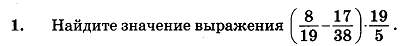 1. Найдите значение выражения (8/19 − 17/38) · 19/5.